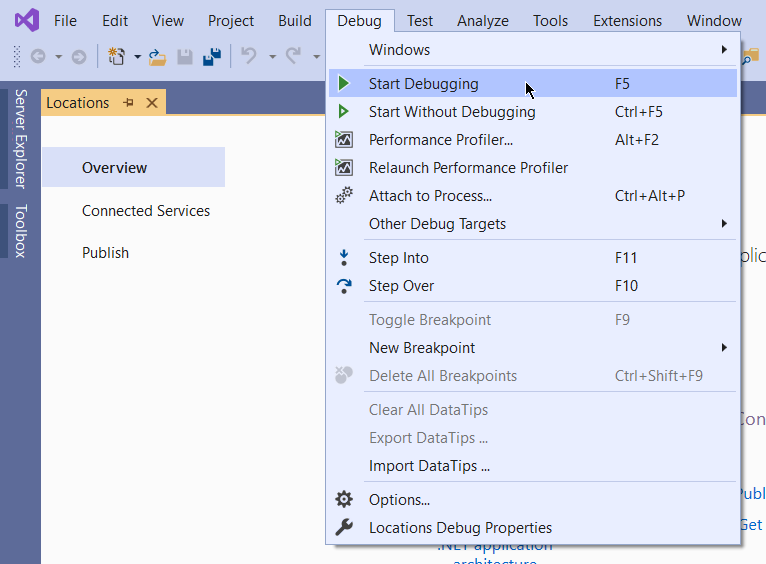 File Edit View Project Build Debug Test Analyze Tools Extensions Window
Server Explorer
Toolbox
Locations
Overview
Connected Services
Publish
Windows
Start Debugging F5
Start Without Debugging Ctrl+F5
Performance Profiler... Alt+F2
Relaunch Performance Profiler
Attach to Process... Ctrl+Alt+P
Other Debug Targets
Step Into F11
Step Over F10
Toggle Breakpoint F9
New Breakpoint
Delete All Breakpoints Ctrl+Shift+F9
Clear All DataTips
Export DataTips ...
Import DataTips ...
Options...
Locations Debug Properties
Get
.NET application
architecture